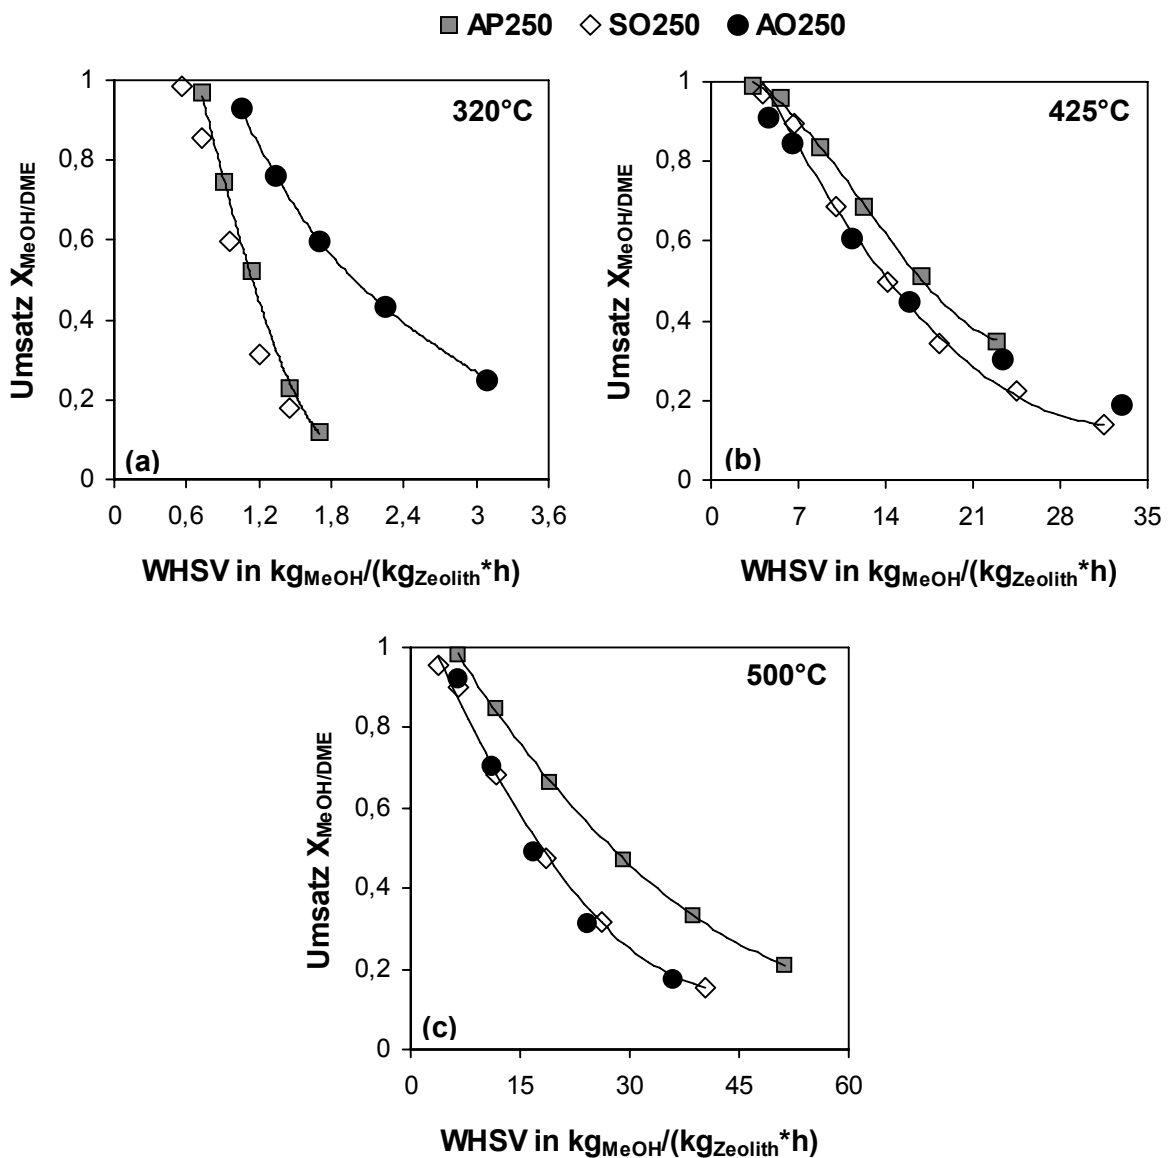 AP250 SO250 AO250
320°C
Umsatz XMeOH/DME
1
0,8
0,6
0,4
0,2
0
(a)
0 0,6 1,2 1,8 2,4 3 3,6
WHSV in kgMeOH/(kgZeolith*h)
425°C
Umsatz XMeOH/DME
1
0,8
0,6
0,4
0,2
0
(b)
0 7 14 21 28 35
WHSV in kgMeOH/(kgZeolith*h)
500°C
Umsatz XMeOH/DME
1
0,8
0,6
0,4
0,2
0
(c)
0 15 30 45 60
WHSV in kgMeOH/(kgZeolith*h)